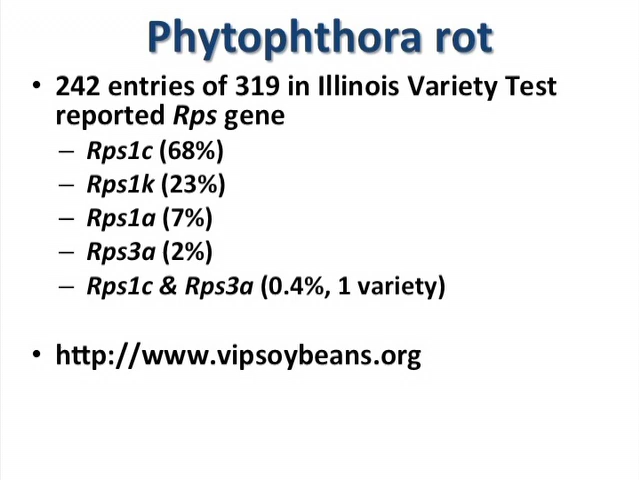 Phytophthora rot
• 242 entries of 319 in Illinois Variety Test
reported Rps gene
– Rps1c (68%)
– Rps1k (23%)
– Rps1a (7%)
– Rps3a (2%)
– Rps1c & Rps3a (0.4%, 1 variety)
• http://www.vipsoybeans.org